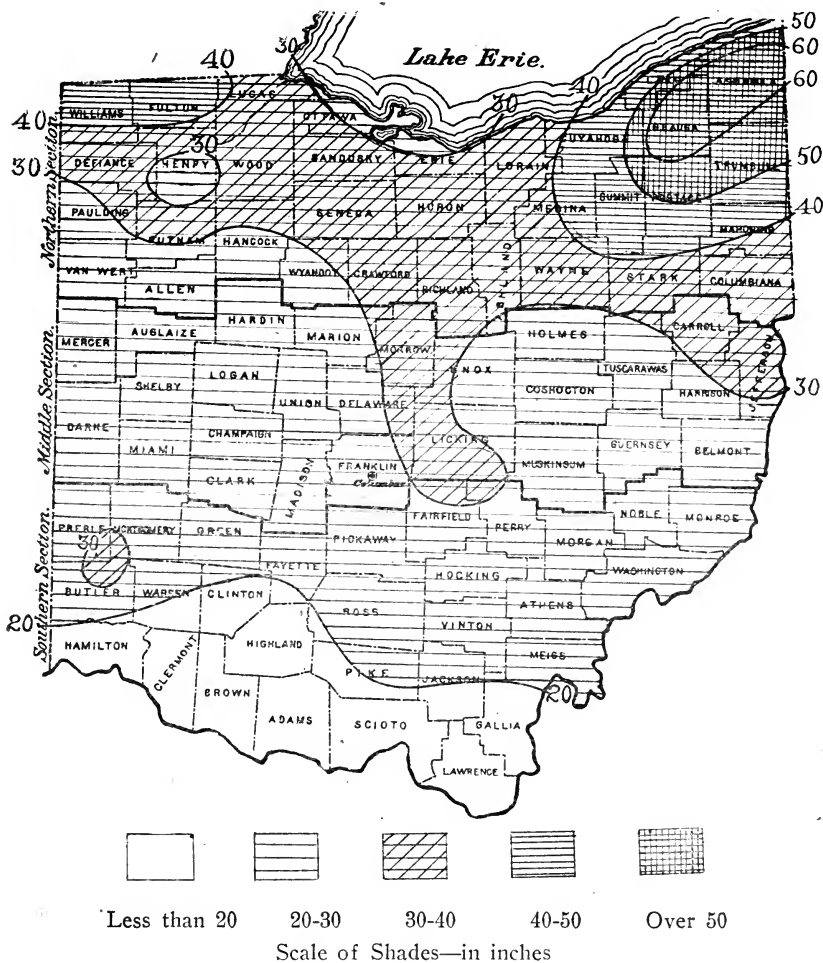 50
60
60
50
40
30
20
30
Lake Erie.
40
40
30
30
30
40
30
20
30
Northern Section.
Middle Section.
Southern Section.
WILLIAMS
FULTON
LUCAS
OTTAWA
DEFIANCE
HENRY
WOOD
SANDUSKY
ERIE
LORAIN
CUYAHOGA
GEAUGA
TRUMBULL
PAULDING
SENECA
HURON
MEDINA
SUMMIT
PORTAGE
MAHONING
PUTNAM
HANCOCK
VAN WERT
ALLEN
WYANDOT
CRAWFORD
RICHLAND
ASHLAND
WAYNE
STARK
COLUMBIANA
MERCER
AUGLAIZE
HARDIN
MARION
MORROW
KNOX
HOLMES
TUSCARAWAS
CARROLL
JEFFERSON
SHELBY
LOGAN
UNION
DELAWARE
COSHOCTON
HARRISON
DARKE
MIAMI
CHAMPAIGN
CLARK
MADISON
FRANKLIN
Columbus
LICKING
MUSKINSUM
GUERNSEY
BELMONT
PREBLE
MONTGOMERY
GREEN
FAYETTE
PICKAWAY
FAIRFIELD
PERRY
MORGAN
NOBLE
MONROE
BUTLER
WARREN
CLINTON
ROSS
HOCKING
ATHENS
WASHINGTON
HAMILTON
CLERMONT
BROWN
HIGHLAND
ADAMS
PIKE
VINTON
JACKSON
MEIGS
SCIOTO
GALLIA
LAWRENCE
Less than 20 20-30 30-40 40-50 Over 50
Scale of Shades—in inches